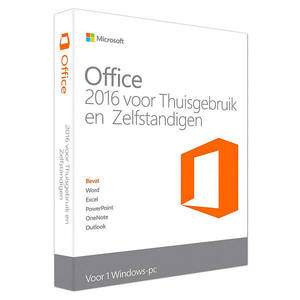 Microsoft
Office
2016 voor Thuisgebruik
en Zelfstandigen
Bevat
Word
Excel
PowerPoint
OneNote
Outlook
Voor 1 Windows-pc
Office
2016 voor Thuisgebruik
en Zelfstandigen